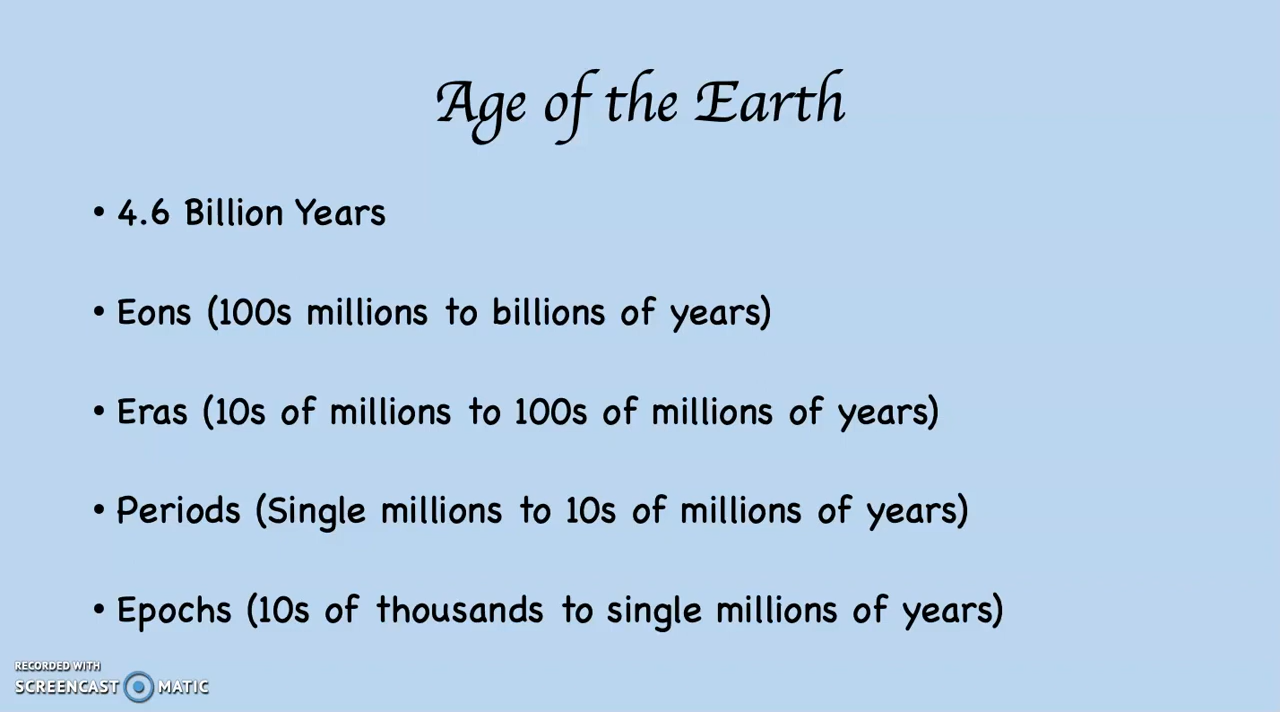 Age of the Earth
• 4.6 Billion Years
• Eons (100s millions to billions of years)
• Eras (10s of millions to 100s of millions of years)
• Periods (Single millions to 10s of millions of years)
• Epochs (10s of thousands to single millions of years)
RECORDED WITH
SCREENCAST MATIC